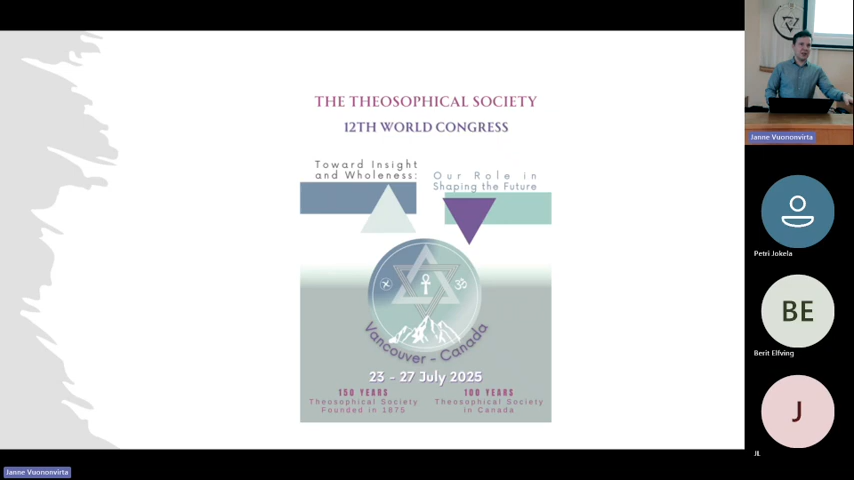 THE THEOSOPHICAL SOCIETY
12TH WORLD CONGRESS
Toward Insight
and Wholeness:
Our Role in
Shaping the Future
Vancouver - Canada
23 - 27 July 2025
150 YEARS
Theosophical Society
Founded in 1875
100 YEARS
Theosophical Society
in Canada
Janne Vuononvirta
Petri Jokela
BE
Berit Elfving
J
JL
Janne Vuononvirta